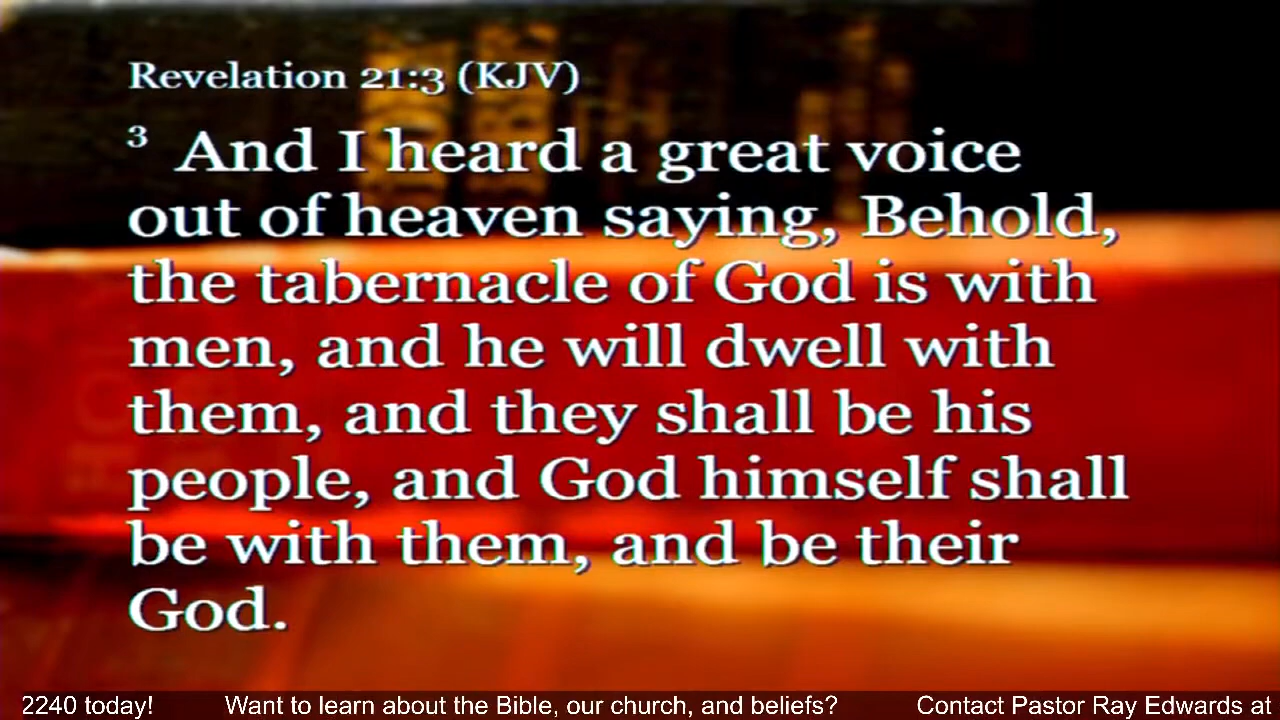 Revelation 21:3 (KJV)
3 And I heard a great voice
out of heaven saying, Behold,
the tabernacle of God is with
men, and he will dwell with
them, and they shall be his
people, and God himself shall
be with them, and be their
God.
2240 today! Want to learn about the Bible, our church, and beliefs? Contact Pastor Ray Edwards at